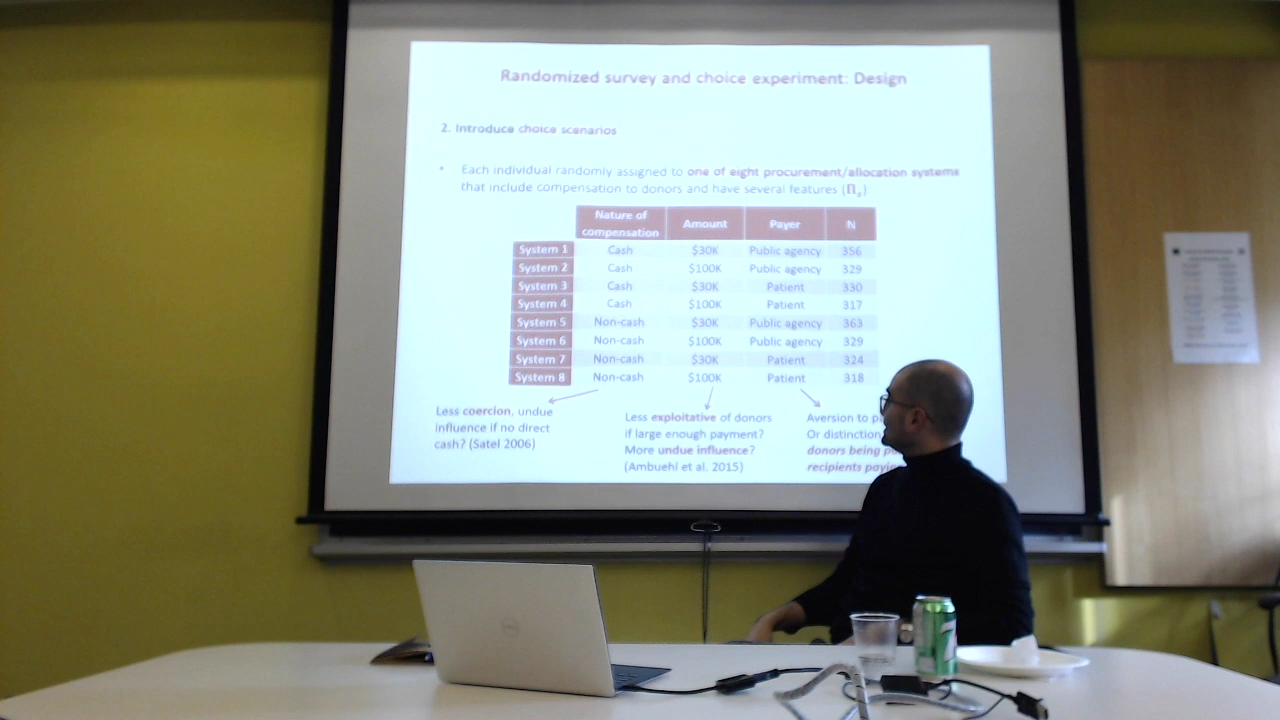 Randomized survey and choice experiment: Design
2. Introduce choice scenarios
• Each individual randomly assigned to one of eight procurement/allocation systems
that include compensation to donors and have several features (Πs)
Nature of compensation Amount Payer N
System 1 Cash $30K Public agency 356
System 2 Cash $100K Public agency 329
System 3 Cash $30K Patient 330
System 4 Cash $100K Patient 317
System 5 Non-cash $30K Public agency 363
System 6 Non-cash $100K Public agency 329
System 7 Non-cash $30K Patient 324
System 8 Non-cash $100K Patient 318
Less coercion, undue
influence if no direct
cash? (Satel 2006)
Less exploitative of donors
if large enough payment?
More undue influence?
(Ambuehl et al. 2015)
Aversion to
Or distinction
donors being
recipients
DELL